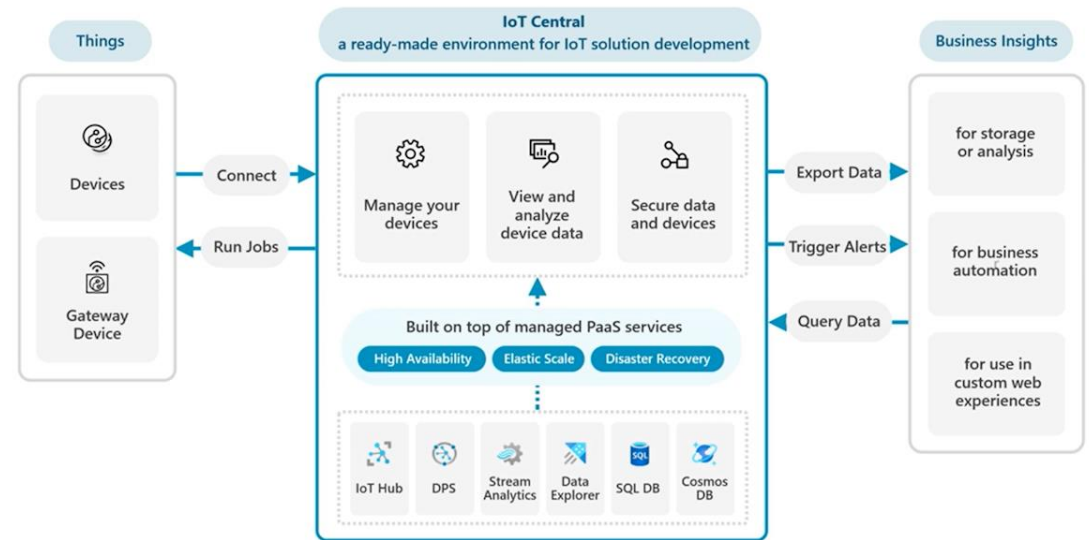 Things
IoT Central
a ready-made environment for IoT solution development
Business Insights
Devices
Gateway
Device
Connect
Run Jobs
Manage your
devices
View and
analyze
device data
Secure data
and devices
Built on top of managed PaaS services
High Availability
Elastic Scale
Disaster Recovery
IoT Hub
DPS
Stream
Analytics
Data
Explorer
SQL
SQL DB
Cosmos
DB
Export Data
Trigger Alerts
Query Data
for storage
or analysis
for business
automation
for use in
custom web
experiences